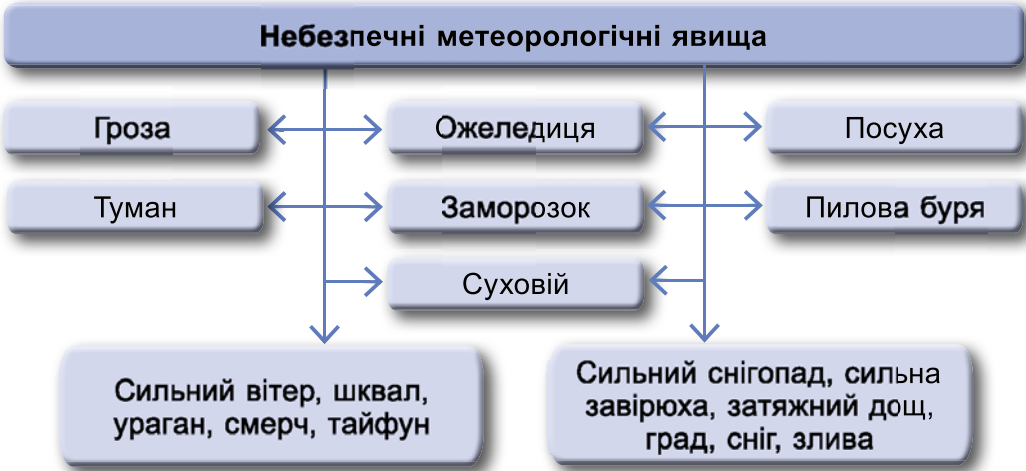 Небезпечні метеорологічні явища
Гроза
Ожеледиця
Посуха
Туман
Заморозок
Пилова буря
Суховій
Сильний вітер, шквал,
ураган, смерч, тайфун
Сильний снігопад, сильна
завірюха, затяжний дощ,
град, сніг, злива